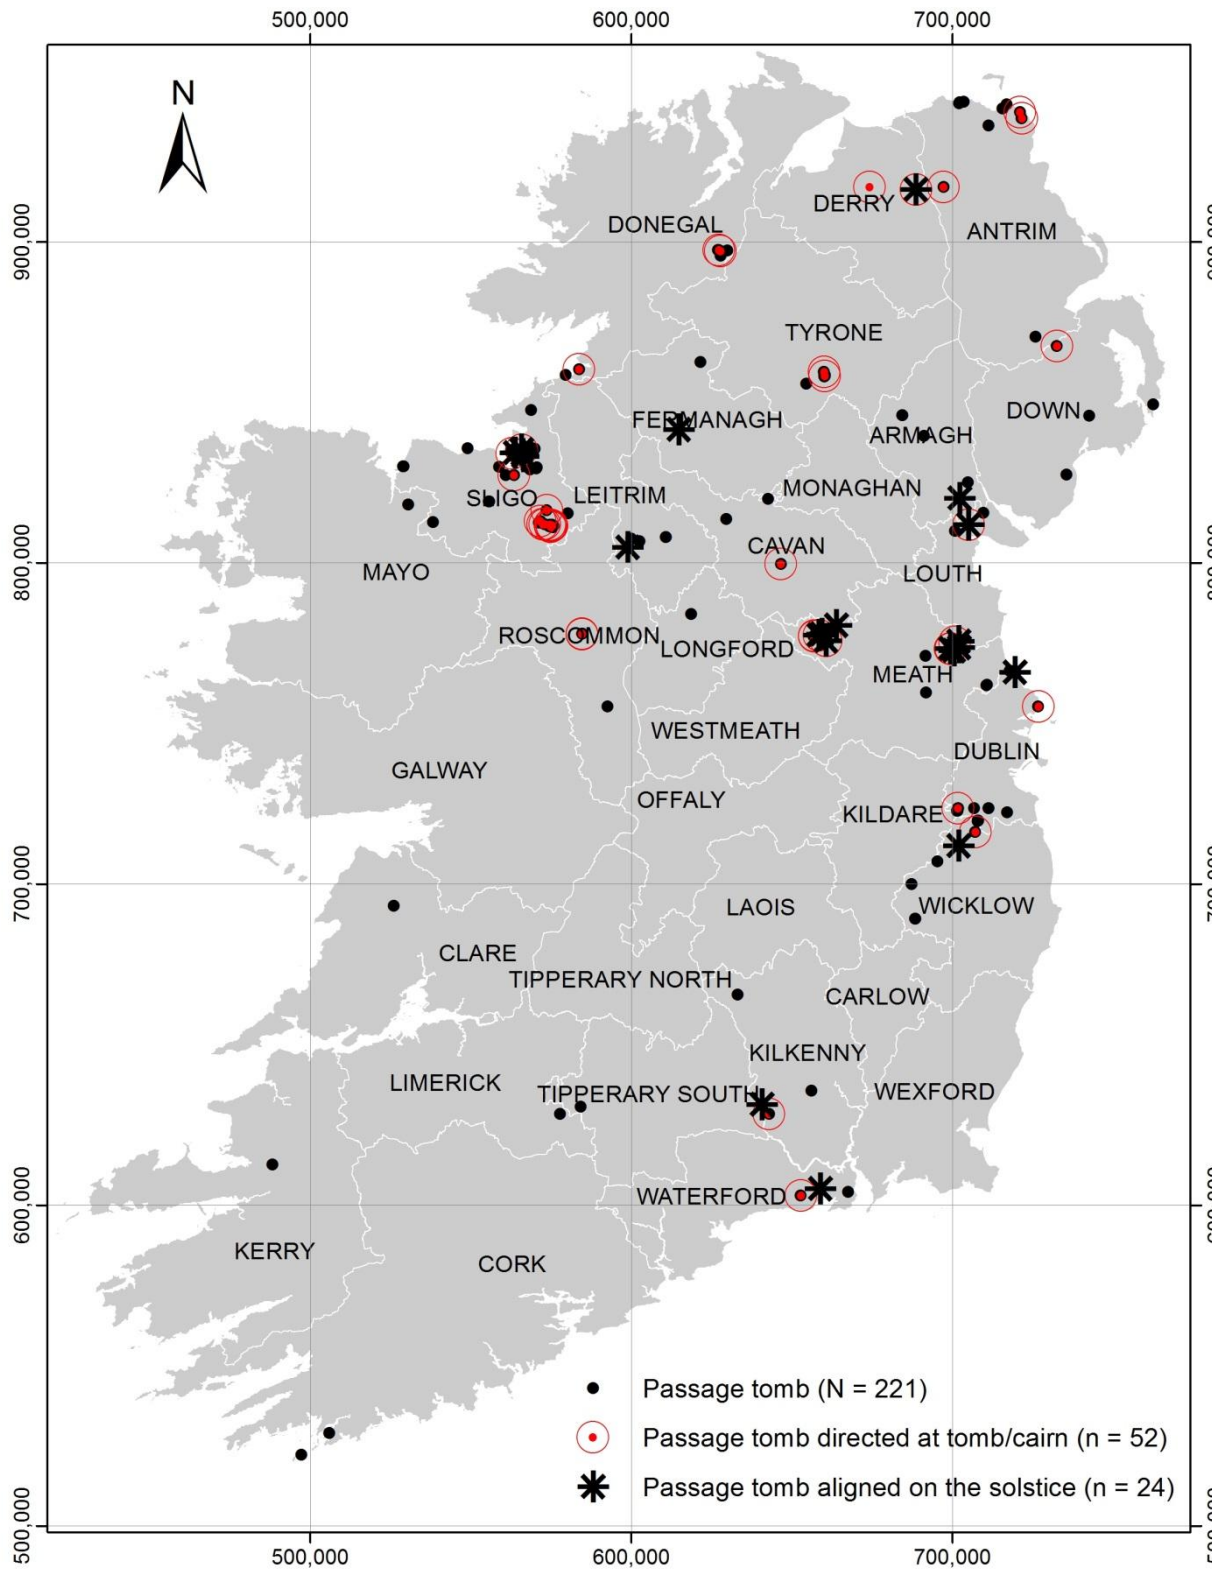 500,000 600,000 700,000
N
DERRY
DONEGAL
ANTRIM
900,000
TYRONE
DOWN
FERMANAGH
ARMAGH
MONAGHAN
SLIGO
LEITRIM
CAVAN
800,000
MAYO
LOUTH
ROSCOMMON
LONGFORD
MEATH
WESTMEATH
DUBLIN
GALWAY
OFFALY
KILDARE
700,000
LAOIS
WICKLOW
CLARE
TIPPERARY NORTH
CARLOW
KILKENNY
LIMERICK
TIPPERARY SOUTH
WEXFORD
WATERFORD
600,000
KERRY
CORK
Passage tomb (N = 221)
Passage tomb directed at tomb/cairn (n = 52)
Passage tomb aligned on the solstice (n = 24)
500,000
500,000 600,000 700,000